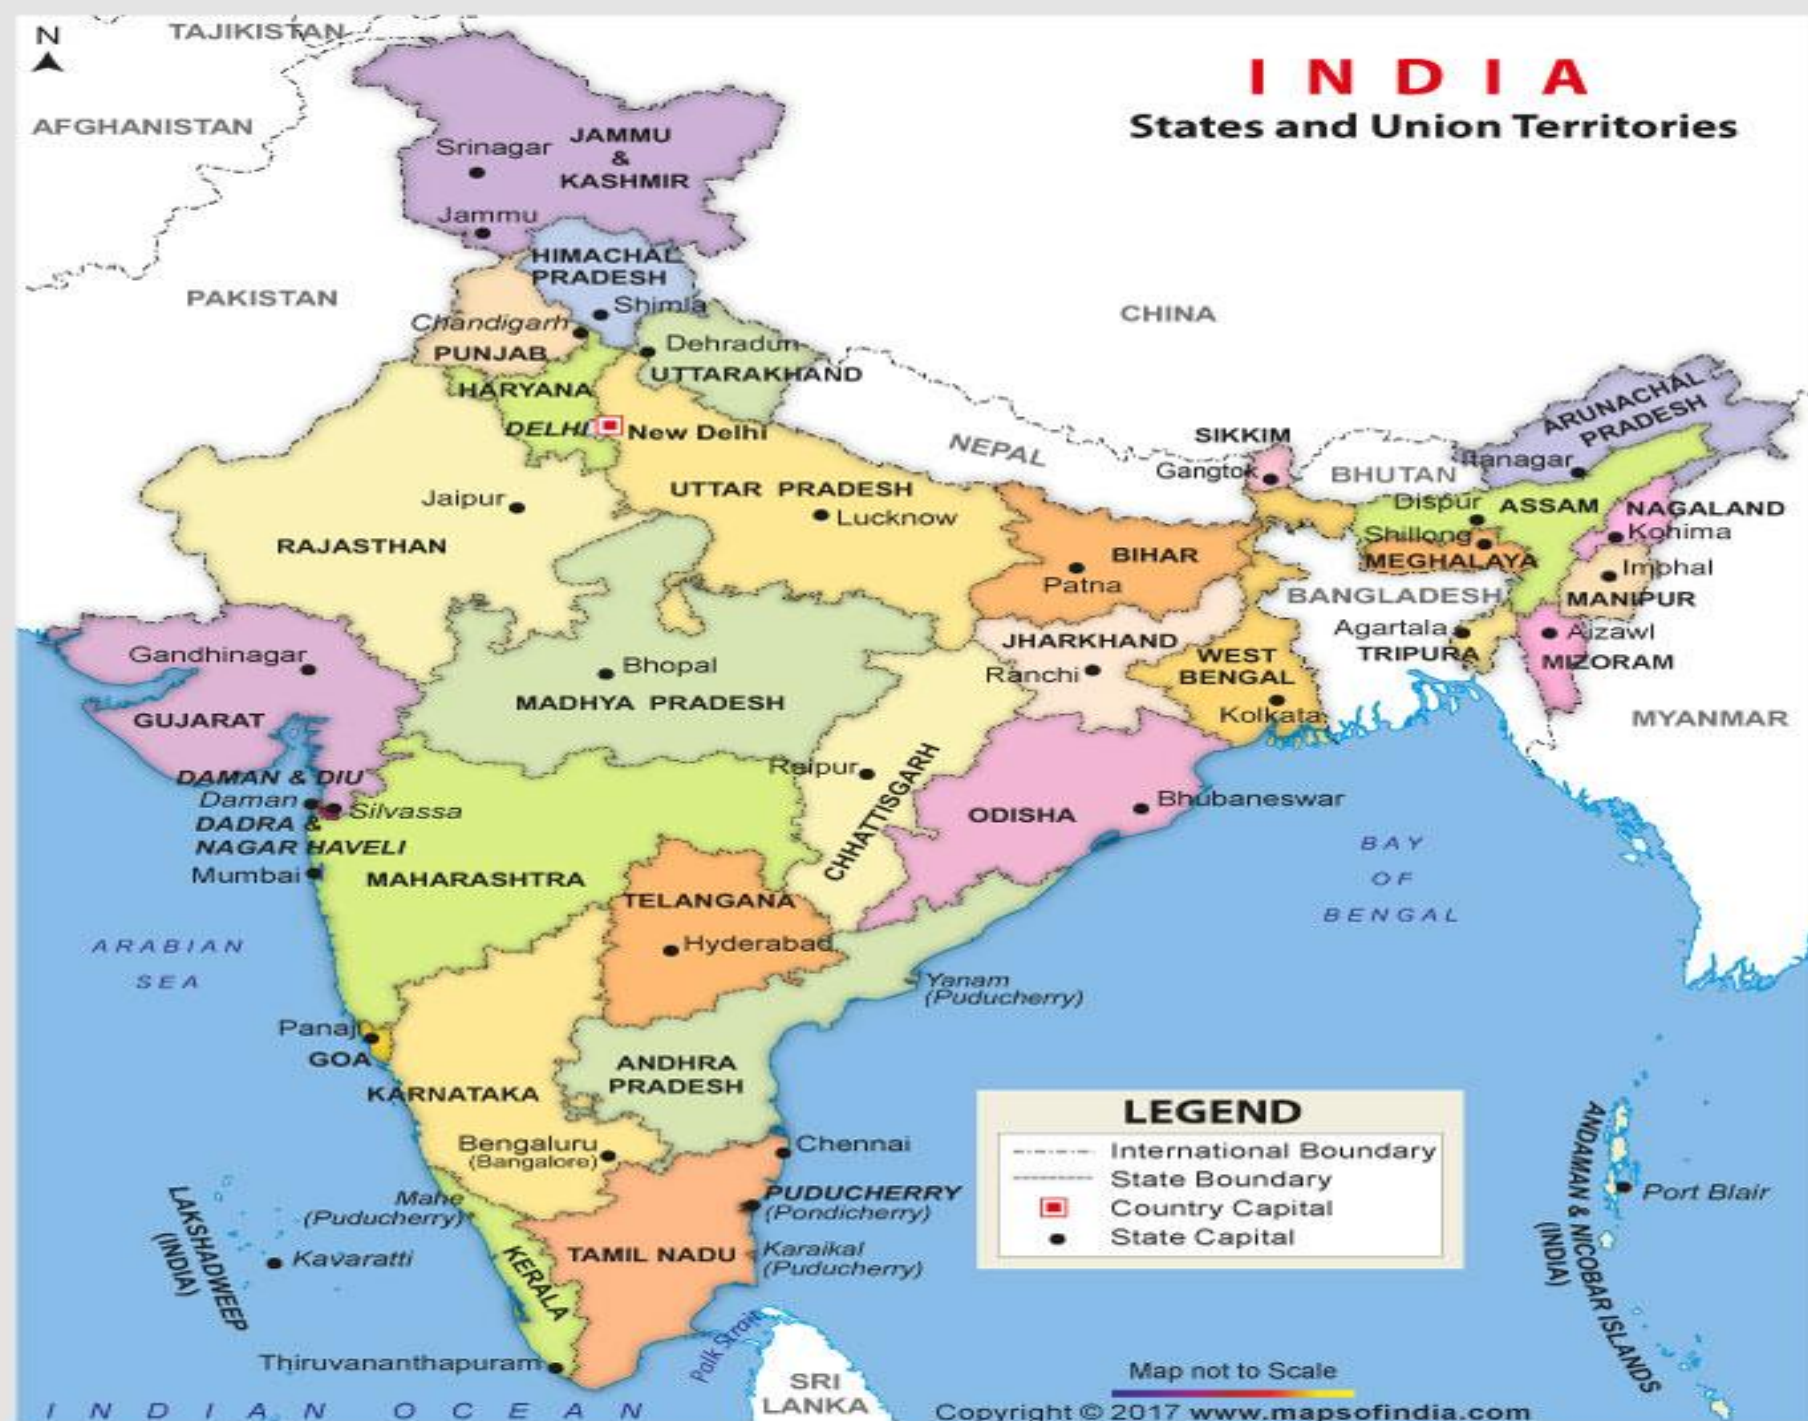 N
TAJIKISTAN
INDIA
States and Union Territories
AFGHANISTAN
JAMMU
&
KASHMIR
Srinagar
Jammu
HIMACHAL
PRADESH
PAKISTAN
Shimla
CHINA
Chandigarh
PUNJAB
Dehradun
UTTARAKHAND
HARYANA
DELHI
New Delhi
ARUNACHAL
PRADESH
SIKKIM
NEPAL
Gangtok
BHUTAN
Itanagar
UTTAR PRADESH
Jaipur
Lucknow
Dispur
ASSAM
NAGALAND
Shillong
Kohima
RAJASTHAN
BIHAR
MEGHALAYA
Imphal
Patna
BANGLADESH
MANIPUR
Agartala
Aizawl
JHARKHAND
TRIPURA
MIZORAM
Gandhinagar
Bhopal
Ranchi
WEST
BENGAL
MADHYA PRADESH
GUJARAT
Kolkata
MYANMAR
DAMAN & DIU
Raipur
Daman
Silvassa
CHHATTISGARH
ODISHA
Bhubaneswar
DADRA &
NAGAR HAVELI
Mumbai
MAHARASHTRA
BAY
OF
BENGAL
TELANGANA
Hyderabad
ARABIAN
SEA
Yanam
(Puducherry)
Panaji
GOA
ANDHRA
PRADESH
KARNATAKA
LEGEND
International Boundary
State Boundary
Country Capital
State Capital
Bengaluru
(Bangalore)
Chennai
Mahe
(Puducherry)
PUDUCHERRY
(Pondicherry)
LAKSHADWEEP
(INDIA)
Kavaratti
KERALA
TAMIL NADU
Karaikal
(Puducherry)
ANDAMAN & NICOBAR ISLANDS
(INDIA)
Port Blair
Thiruvananthapuram
Palk Strait
SRI
LANKA
Map not to Scale
INDIAN OCEAN
Copyright © 2017 www.mapsofindia.com